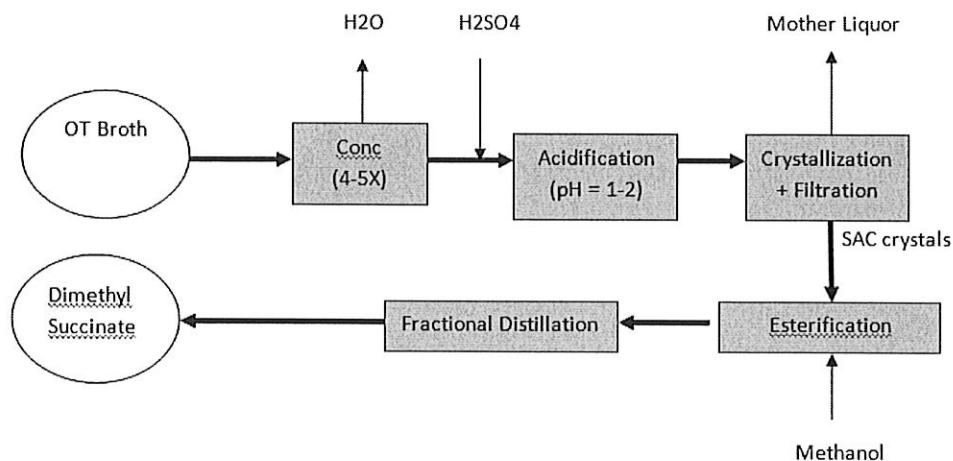 H2O
H2SO4
Mother Liquor
OT Broth
Conc
(4-5X)
Acidification
(pH = 1-2)
Crystallization
+ Filtration
SAC crystals
Dimethyl
Succinate
Fractional Distillation
Esterification
Methanol